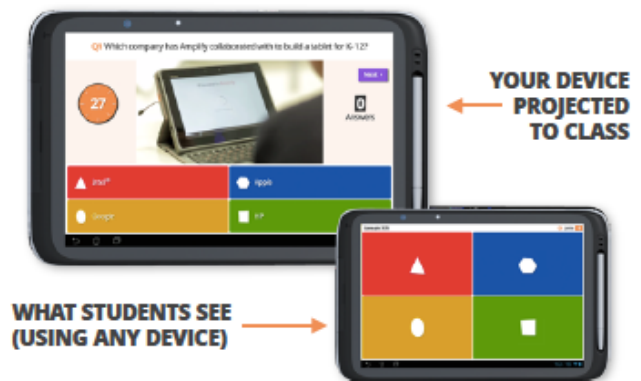 Q1 Which company has Amplify collaborated with to build a tablet for K-12?
27
Next ›
0
Answers
Intel®
Apple
Google
HP
YOUR DEVICE
PROJECTED
TO CLASS
WHAT STUDENTS SEE
(USING ANY DEVICE)